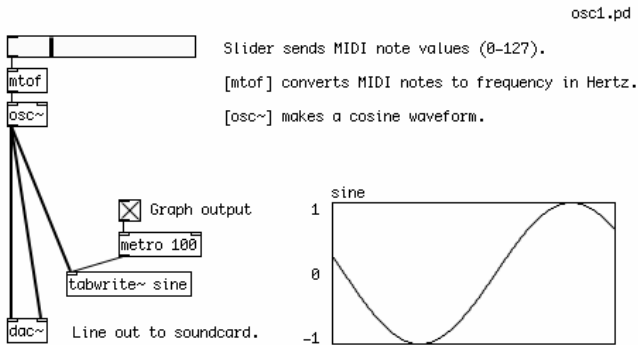 osc1.pd
Slider sends MIDI note values (0-127).
mtof
[mtof] converts MIDI notes to frequency in Hertz.
osc~
[osc~] makes a cosine waveform.
sine
Graph output
1
metro 100
0
tabwrite~ sine
dac~
Line out to soundcard.
-1